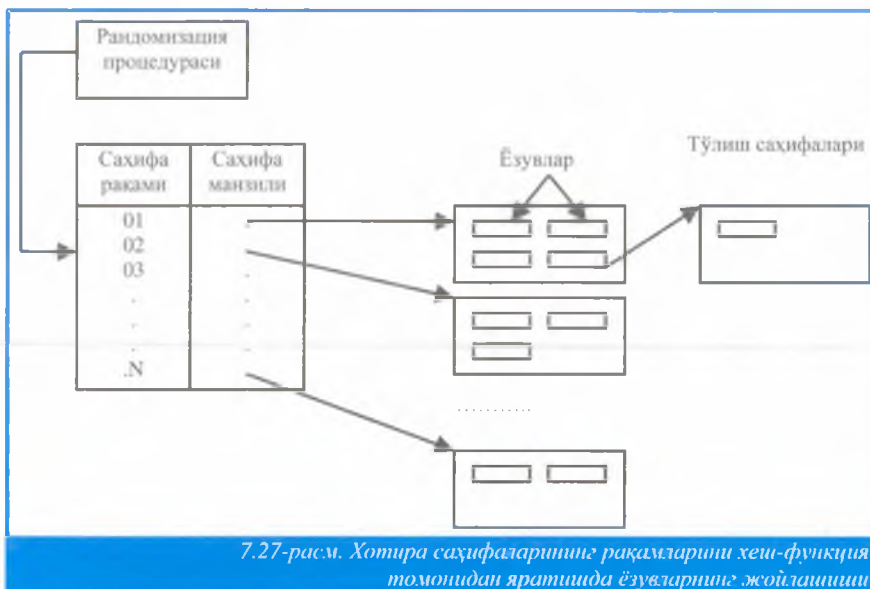 Рандомизация
процедураси
Тўлиш саҳифалари
Ёзувлар
Саҳифа
рақами
Саҳифа
манзили
01
02
03
.
.
.
.N
...........
7.27-расм. Хотира саҳифаларининг рақамларини хеш-функция
томонидан яратишда ёзувларнинг жойлашиши